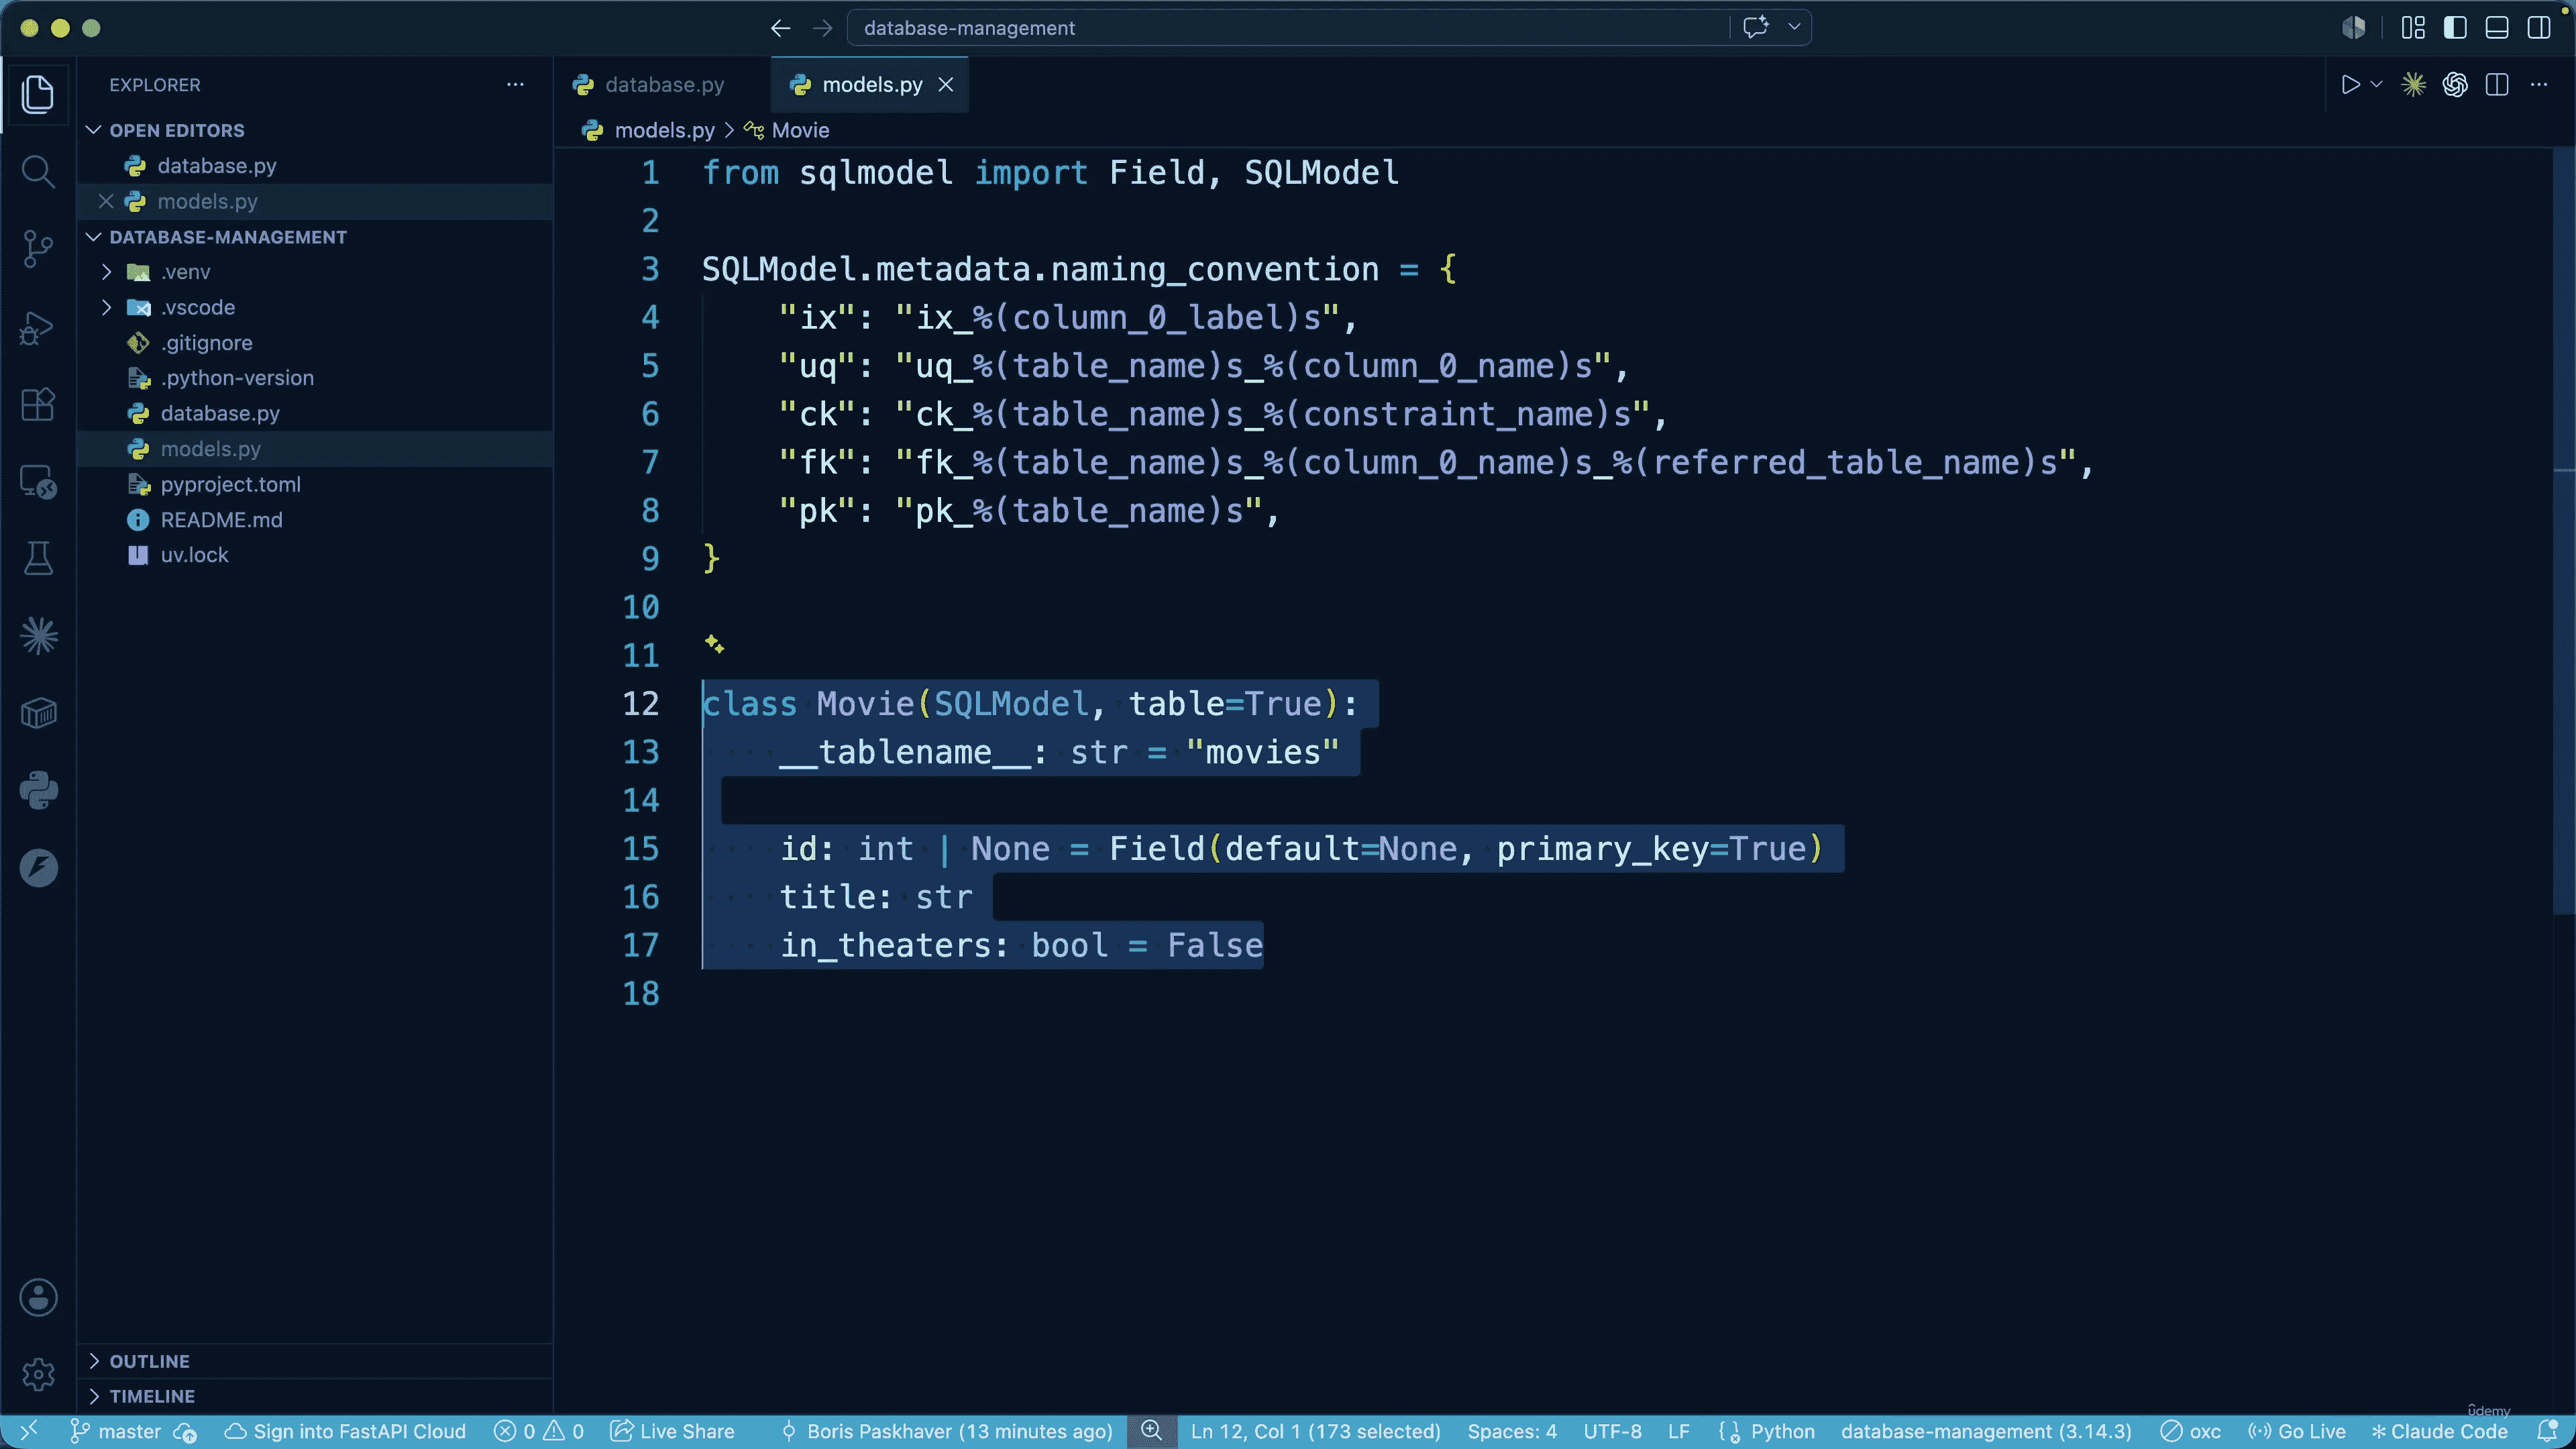 database-management
EXPLORER
OPEN EDITORS
database.py
models.py
DATABASE-MANAGEMENT
.venv
.vscode
.gitignore
.python-version
database.py
models.py
pyproject.toml
README.md
uv.lock
OUTLINE
TIMELINE
database.py
models.py
models.py > Movie
1 from sqlmodel import Field, SQLModel
2
3 SQLModel.metadata.naming_convention = {
4 "ix": "ix_%(column_0_label)s",
5 "uq": "uq_%(table_name)s_%(column_0_name)s",
6 "ck": "ck_%(table_name)s_%(constraint_name)s",
7 "fk": "fk_%(table_name)s_%(column_0_name)s_%(referred_table_name)s",
8 "pk": "pk_%(table_name)s",
9 }
10
11
12 class Movie(SQLModel, table=True):
13 __tablename__: str = "movies"
14
15 id: int | None = Field(default=None, primary_key=True)
16 title: str
17 in_theaters: bool = False
18
udemy
master Sign into FastAPI Cloud 0 0 Live Share Boris Paskhaver (13 minutes ago) Ln 12, Col 1 (173 selected) Spaces: 4 UTF-8 LF Python database-management (3.14.3) oxc Go Live Claude Code